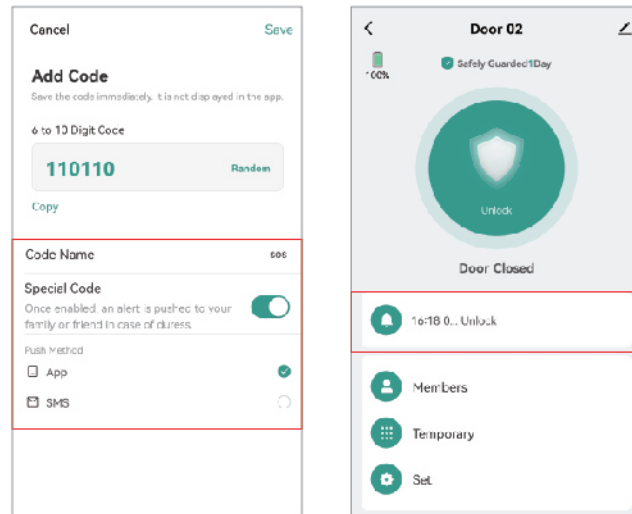 Cancel Save
Add Code
Save the code immediately. It is not displayed in the app.
6 to 10 Digit Code
110110 Random
Copy
Code Name sos
Special Code
Once enabled, an alert is pushed to your
family or friend in case of duress.
Push Method
App
SMS
Door 02
100%
Safely Guarded1Day
Unlock
Door Closed
16:18 0... Unlock
Members
Temporary
Set